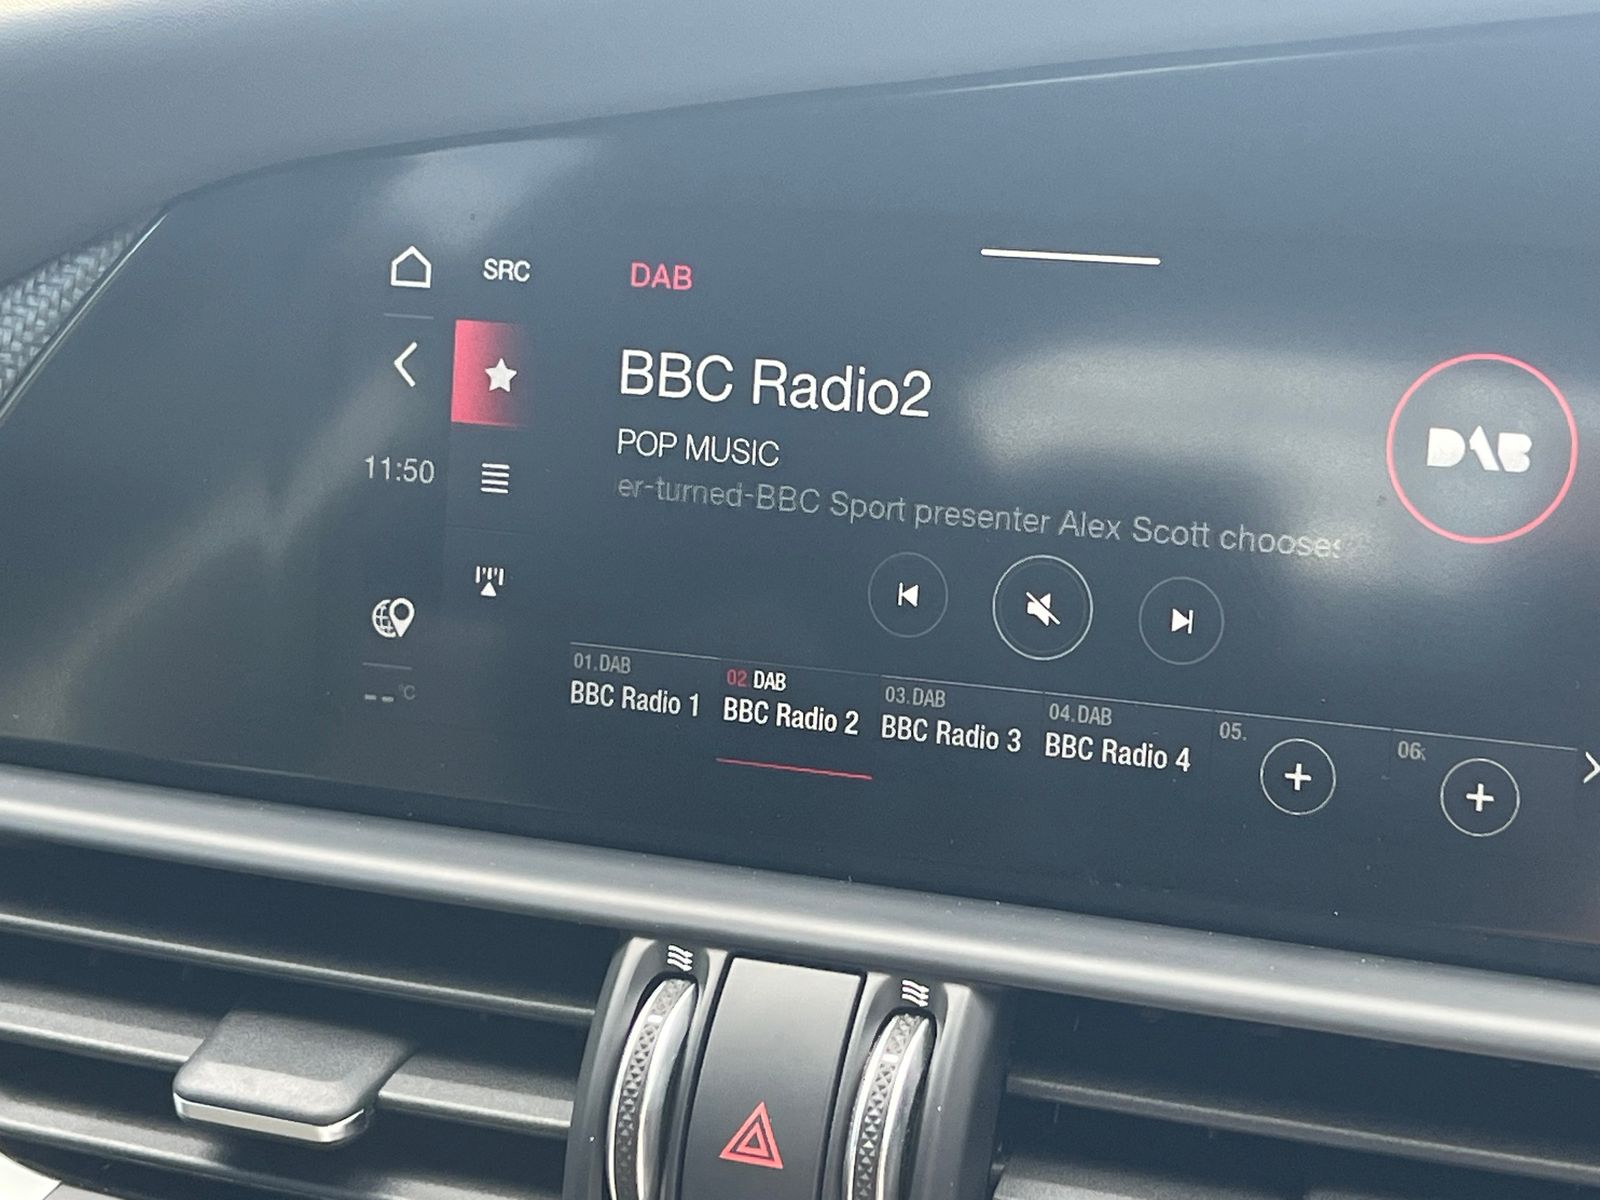 SRC
DAB
BBC Radio2
POP MUSIC
er-turned-BBC Sport presenter Alex Scott chooses
DAB
11:50
--°C
01.DAB
BBC Radio 1
02 DAB
BBC Radio 2
03.DAB
BBC Radio 3
04.DAB
BBC Radio 4
05.
06.